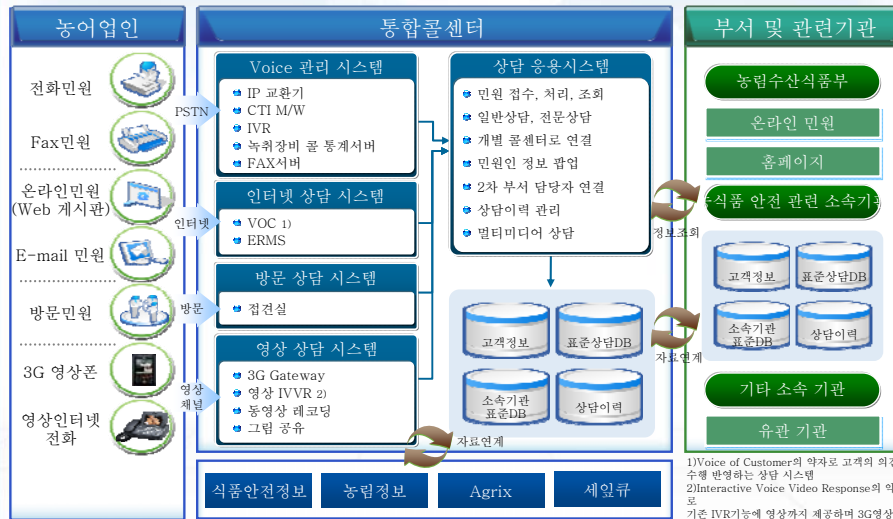 농어업인
전화민원
Fax민원
온라인민원
(Web 게시판)
E-mail 민원
방문민원
3G 영상폰
영상인터넷
전화
PSTN
인터넷
방문
영상
채널
통합콜센터
Voice 관리 시스템
IP 교환기
CTI M/W
IVR
녹취장비 콜 통계서버
FAX서버
인터넷 상담 시스템
VOC 1)
ERMS
방문 상담 시스템
접견실
영상 상담 시스템
3G Gateway
영상 IVVR 2)
동영상 레코딩
그림 공유
상담 응용시스템
민원 접수, 처리, 조회
일반상담, 전문상담
개별 콜센터로 연결
민원인 정보 팝업
2차 부서 담당자 연결
상담이력 관리
멀티미디어 상담
고객정보
표준상담DB
소속기관
표준DB
상담이력
자료연계
식품안전정보
농림정보
Agrix
세잎큐
정보조회
자료연계
부서 및 관련기관
농림수산식품부
온라인 민원
홈페이지
식품 안전 관련 소속기관
고객정보
표준상담DB
소속기관
표준DB
상담이력
기타 소속 기관
유관 기관
1)Voice of Customer의 약자로 고객의 의견
수행 반영하는 상담 시스템
2)Interactive Voice Video Response의 약
로
기존 IVR기능에 영상까지 제공하며 3G영상